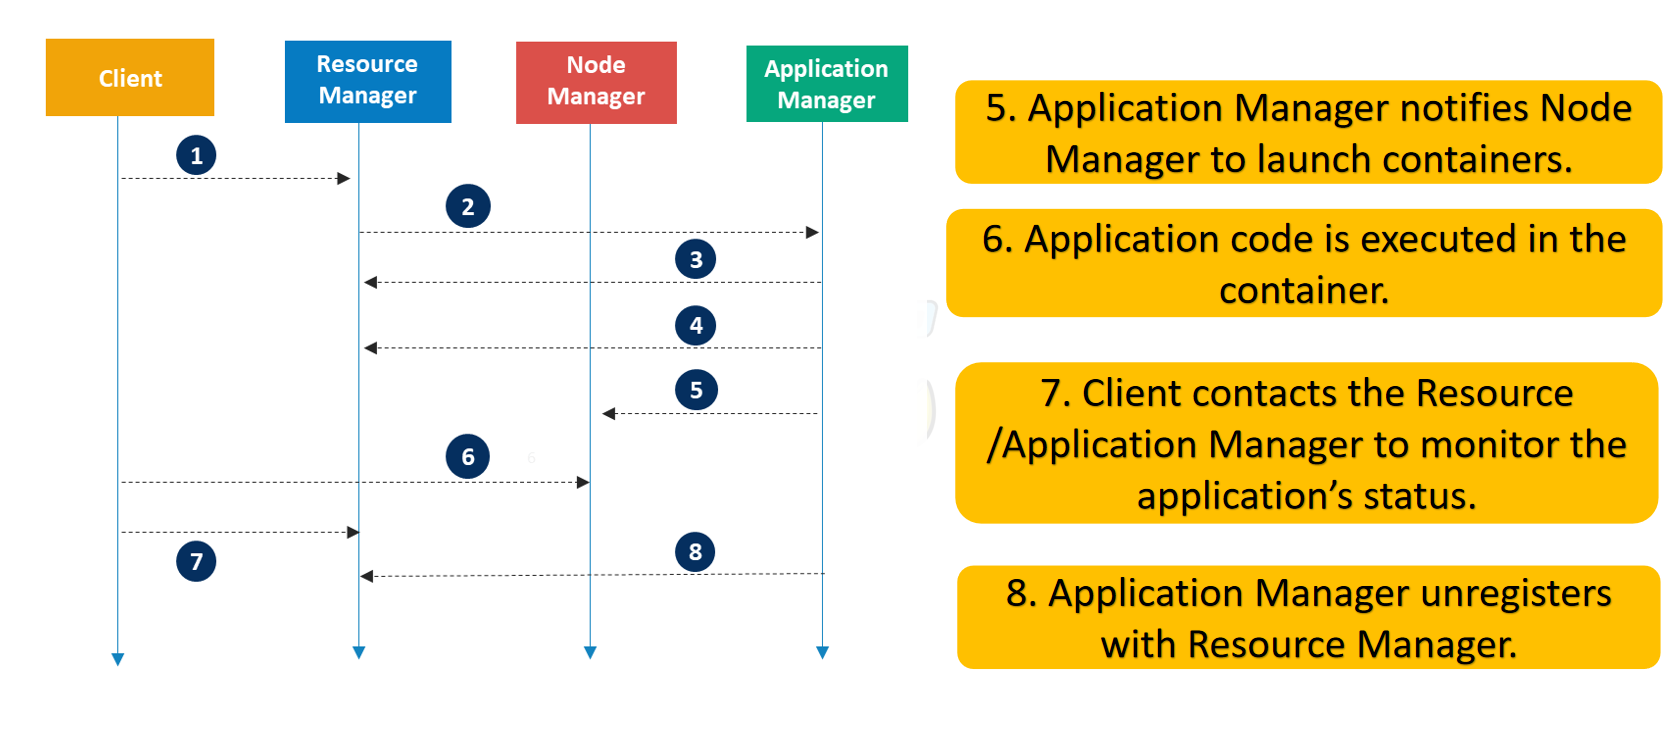 Client
Resource
Manager
Node
Manager
Application
Manager
1
2
3
4
5
6
6
7
8
5. Application Manager notifies Node
Manager to launch containers.
6. Application code is executed in the
container.
7. Client contacts the Resource
/Application Manager to monitor the
application’s status.
8. Application Manager unregisters
with Resource Manager.